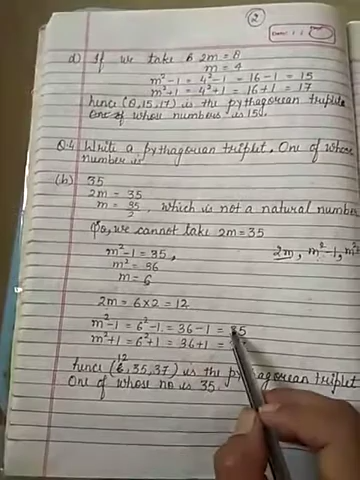 2
d) If we take 2m = 8
m = 4
m²-1 = 4²-1 = 16-1 = 15
m²+1 = 4²+1 = 16+1 = 17
hence (8,15,17) is the pythagorean triplet
One of whose numbers is 15.
Q.4 Write a pythagorean triplet. One of whose
number is
(b) 35
2m = 35
m = 35/2, which is not a natural number
So, we cannot take 2m = 35
m²-1 = 35,
2m, m²-1, m²
m² = 36
m = 6
2m = 6×2 = 12
m²-1 = 6²-1 = 36-1 = 35
m²+1 = 6²+1 = 36+1 =
12
hence (6, 35, 37) is the pythagorean triplet
One of whose no is 35.